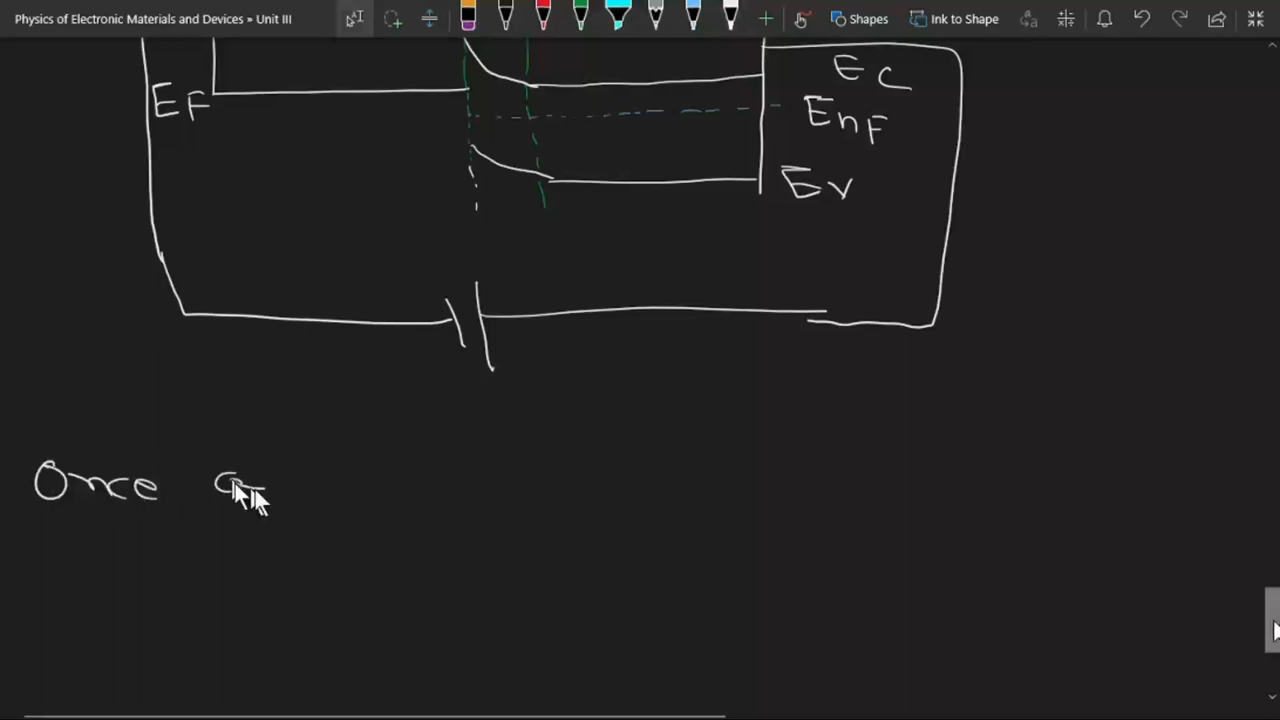 Physics of Electronic Materials and Devices » Unit III
Shapes
Ink to Shape
Ec
EF
EnF
Ev
Once a